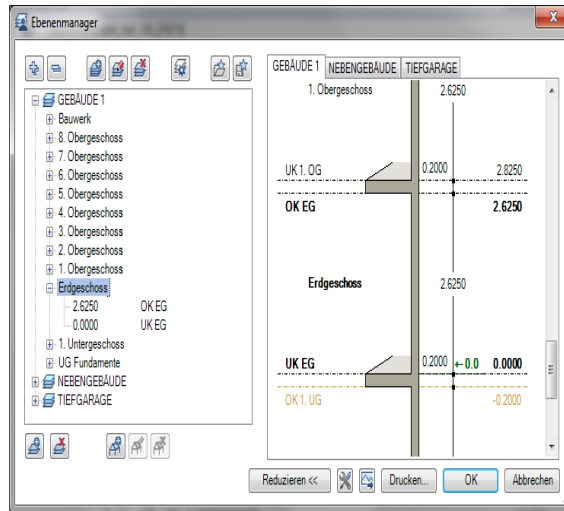 Ebenenmanager
GEBÄUDE 1
Bauwerk
8. Obergeschoss
7. Obergeschoss
6. Obergeschoss
5. Obergeschoss
4. Obergeschoss
3. Obergeschoss
2. Obergeschoss
1. Obergeschoss
Erdgeschoss
2.6250 OK EG
0.0000 UK EG
1. Untergeschoss
UG Fundamente
NEBENGEBÄUDE
TIEFGARAGE
GEBÄUDE 1 NEBENGEBÄUDE TIEFGARAGE
1. Obergeschoss 2.6250
UK 1. OG 0.2000 2.8250
OK EG 2.6250
Erdgeschoss 2.6250
UK EG 0.2000 +-0.0 0.0000
OK 1. UG -0.2000
Reduzieren << Drucken... OK Abbrechen